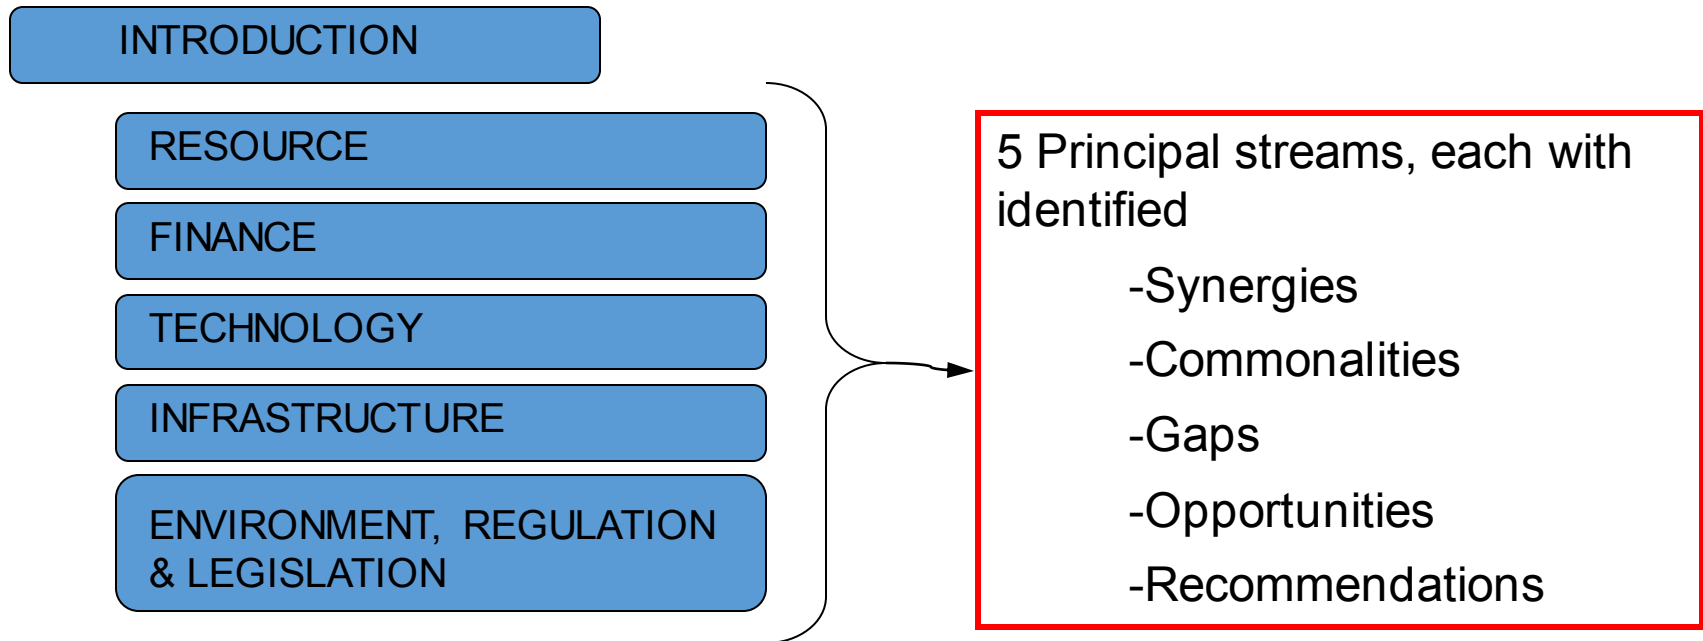 INTRODUCTION
RESOURCE
FINANCE
TECHNOLOGY
INFRASTRUCTURE
ENVIRONMENT, REGULATION
& LEGISLATION
5 Principal streams, each with
identified
-Synergies
-Commonalities
-Gaps
-Opportunities
-Recommendations